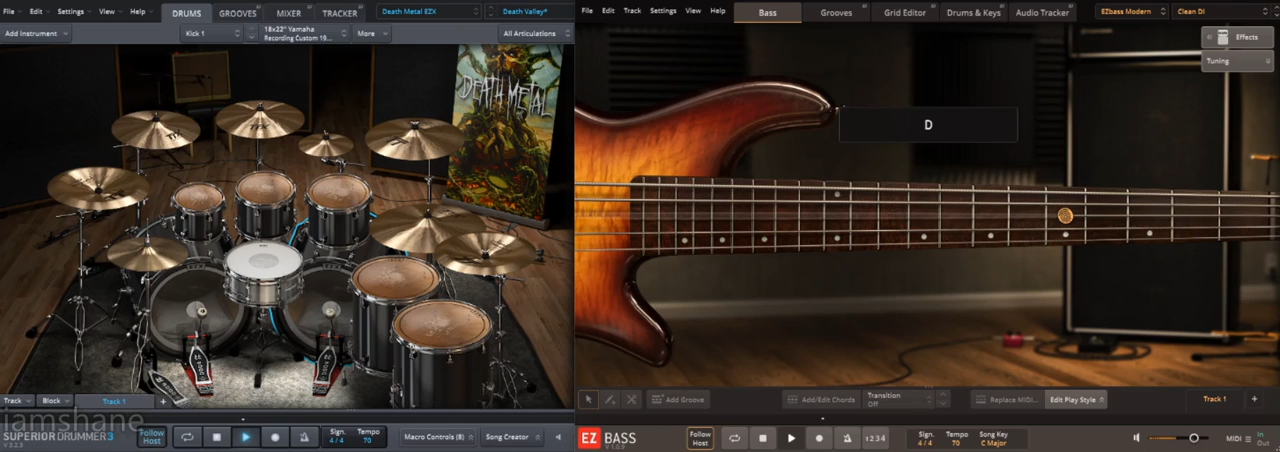 File Edit Settings View Help DRUMS GROOVES MIXER TRACKER Death Metal EZX Death Valley*
Add Instrument Kick 1 18x22" Yamaha More All Articulations
Recording Custom 19...
DEATH METAL
Track Block Track 1 +
iamshane
SUPERIOR DRUMMER 3 Follow Host Sign. 4/4 Tempo 70 Macro Controls (8) Song Creator
V 3.2.3
File Edit Track Settings View Help Bass Grooves Grid Editor Drums & Keys Audio Tracker EZbass Modern Clean DI
Effects
Tuning
D
Add Groove Add/Edit Chords Transition Off Replace MIDI... Edit Play Style Track 1 +
EZ BASS Follow Host 1234 Sign. 4/4 Tempo 70 Song Key C Major MIDI In Out
V 1.0.9